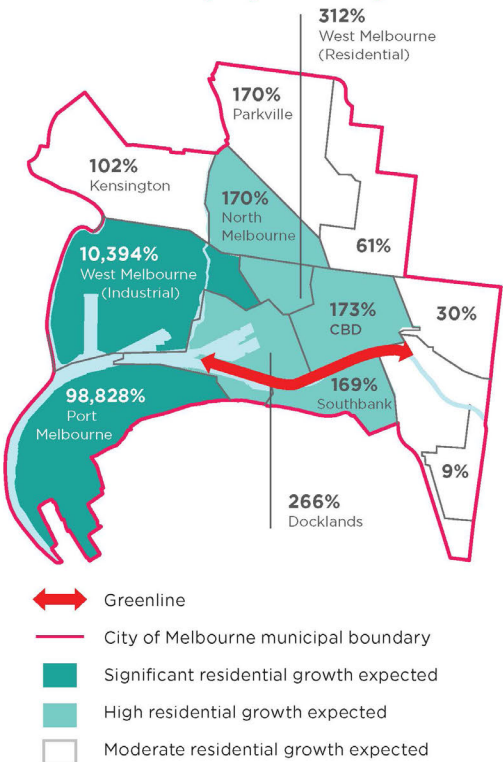 312%
West Melbourne
(Residential)
170%
Parkville
102%
Kensington
170%
North
Melbourne
61%
10,394%
West Melbourne
(Industrial)
173%
CBD
30%
98,828%
Port
Melbourne
169%
Southbank
9%
266%
Docklands
Greenline
City of Melbourne municipal boundary
Significant residential growth expected
High residential growth expected
Moderate residential growth expected